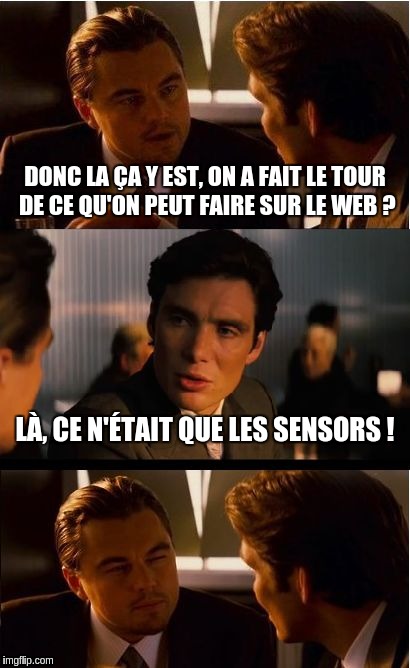 DONC LA ÇA Y EST, ON A FAIT LE TOUR
DE CE QU'ON PEUT FAIRE SUR LE WEB ?
LÀ, CE N'ÉTAIT QUE LES SENSORS !
imgflip.com